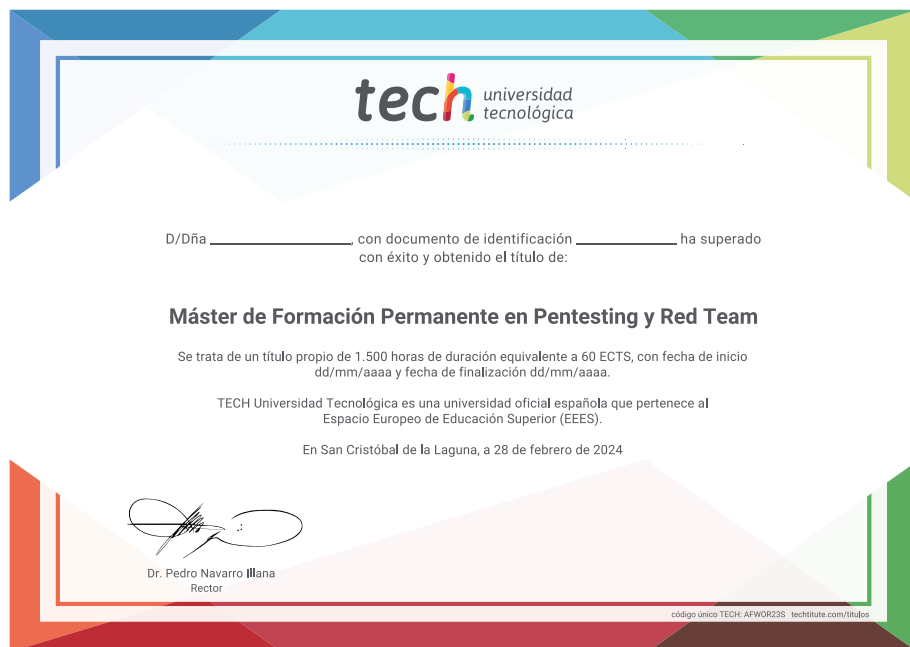 tech universidad
tecnológica
D/Dña ____________, con documento de identificación ____________ ha superado
con éxito y obtenido el título de:
Máster de Formación Permanente en Pentesting y Red Team
Se trata de un título propio de 1.500 horas de duración equivalente a 60 ECTS, con fecha de inicio
dd/mm/aaaa y fecha de finalización dd/mm/aaaa.
TECH Universidad Tecnológica es una universidad oficial española que pertenece al
Espacio Europeo de Educación Superior (EEES).
En San Cristóbal de la Laguna, a 28 de febrero de 2024
Dr. Pedro Navarro Illana
Rector
código único TECH: AFWOR23S techtitute.com/titulos